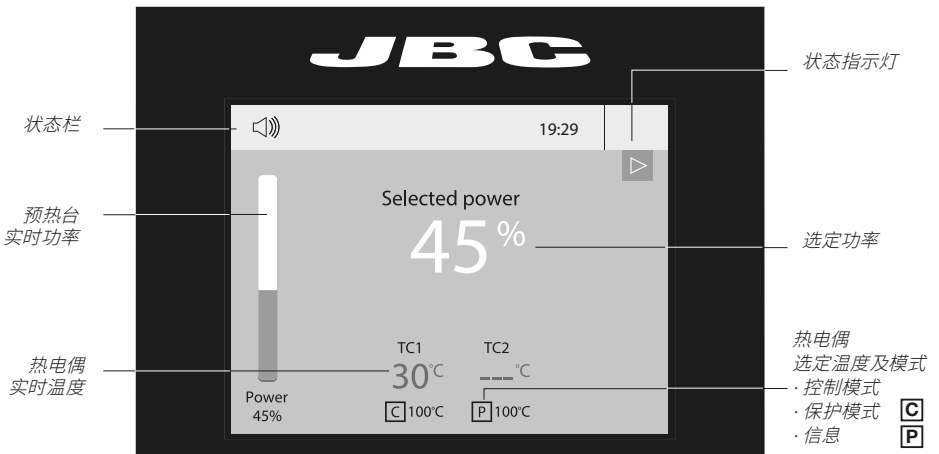 JBC
状态指示灯
状态栏
19:29
预热台
实时功率
Selected power
45%
选定功率
热电偶
实时温度
TC1
TC2
30℃
---℃
Power
45%
C 100℃
P 100℃
热电偶
选定温度及模式
· 控制模式
· 保护模式 C
· 信息 P